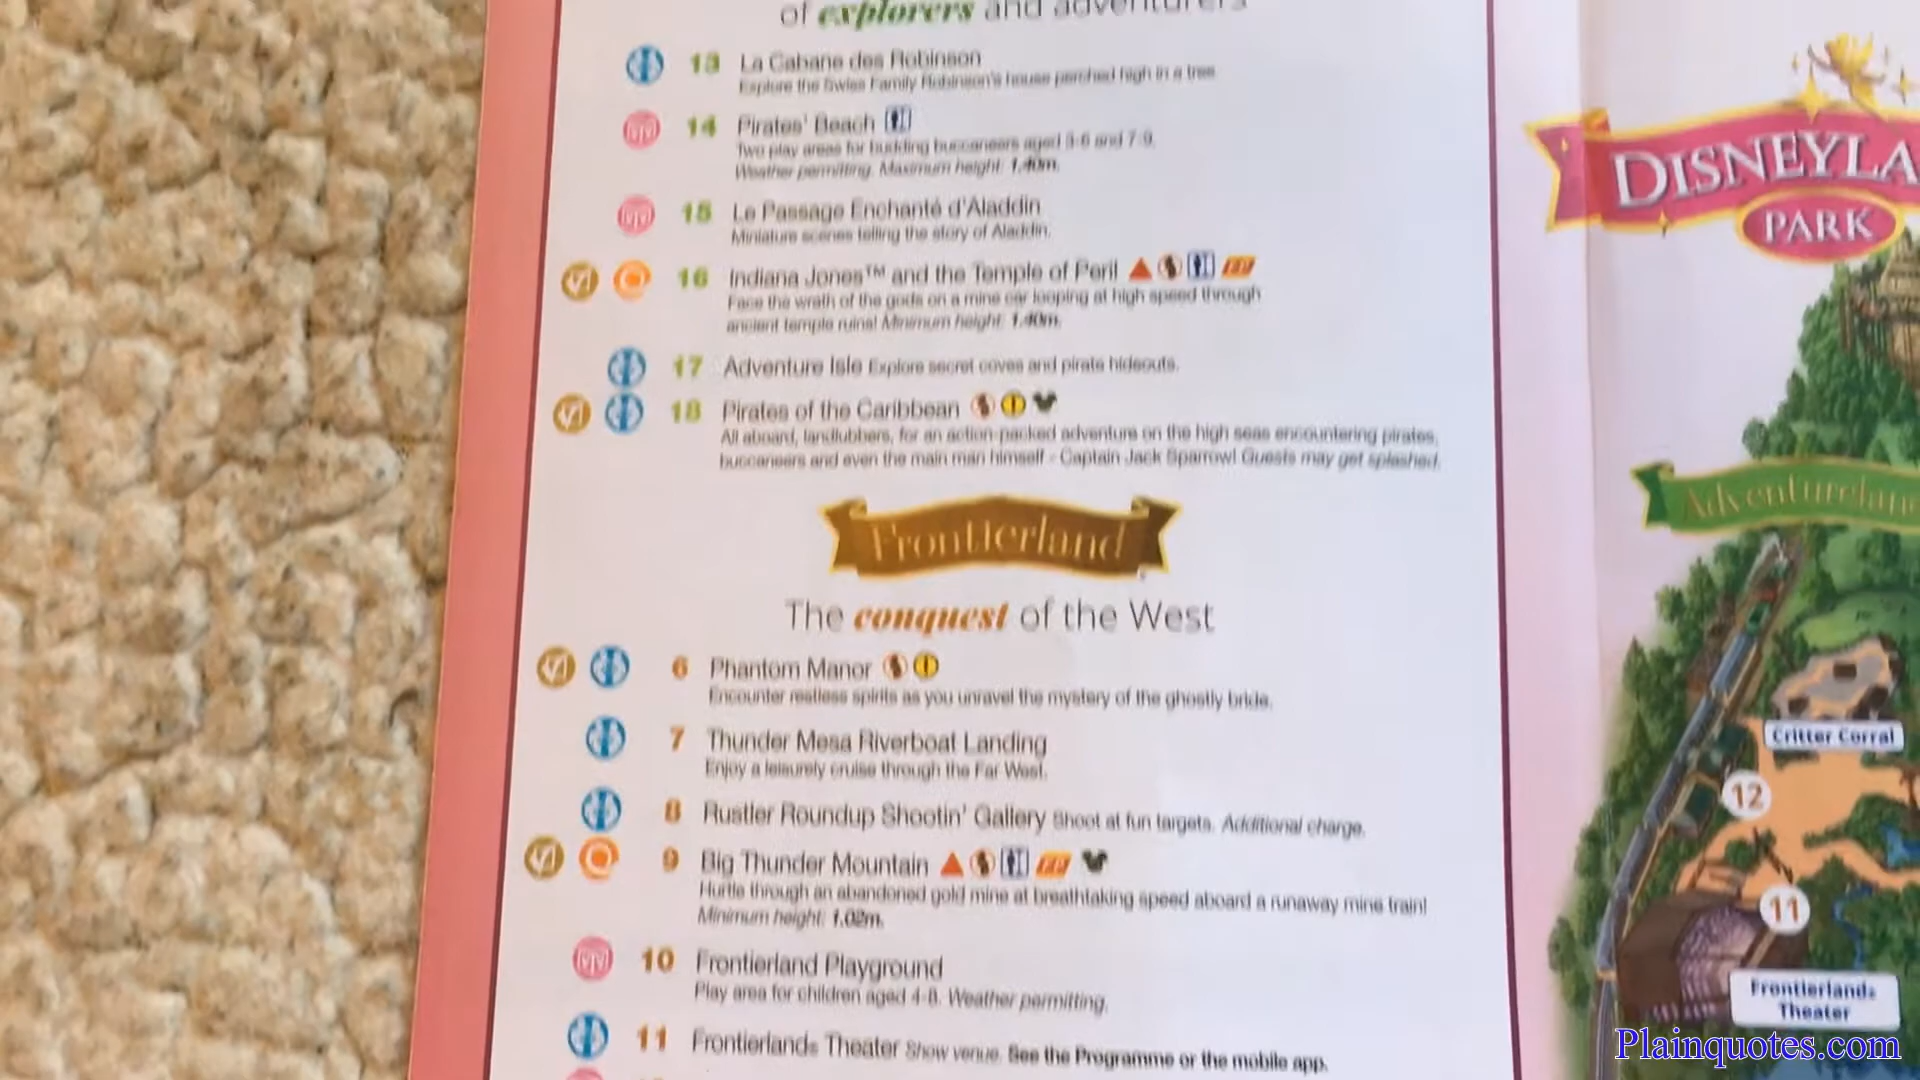 of explorers and adventurers
13 La Cabane des Robinson
Explore the Swiss Family Robinson's house perched high in a tree.
14 Pirates' Beach
Two play areas for budding buccaneers aged 3-6 and 7-9.
Weather permitting. Maximum height: 1.40m.
15 Le Passage Enchanté d'Aladdin
Miniature scenes telling the story of Aladdin.
16 Indiana Jones™ and the Temple of Peril
Face the wrath of the gods on a mine car looping at high speed through
ancient temple ruins! Minimum height: 1.40m.
17 Adventure Isle Explore secret coves and pirate hideouts.
18 Pirates of the Caribbean
All aboard, landlubbers, for an action-packed adventure on the high seas encountering pirates,
buccaneers and even the main man himself - Captain Jack Sparrow! Guests may get splashed.
Frontierland
The conquest of the West
6 Phantom Manor
Encounter restless spirits as you unravel the mystery of the ghostly bride.
7 Thunder Mesa Riverboat Landing
Enjoy a leisurely cruise through the Far West.
8 Rustler Roundup Shootin' Gallery Shoot at fun targets. Additional charge.
9 Big Thunder Mountain
Hurtle through an abandoned gold mine at breathtaking speed aboard a runaway mine train!
Minimum height: 1.02m.
10 Frontierland Playground
Play area for children aged 4-8. Weather permitting.
11 Frontierland Theater Show venue. See the Programme or the mobile app.
DISNEYLA
PARK
Adventureland
Critter Corral
12
11
Frontierland
Theater
Plainquotes.com